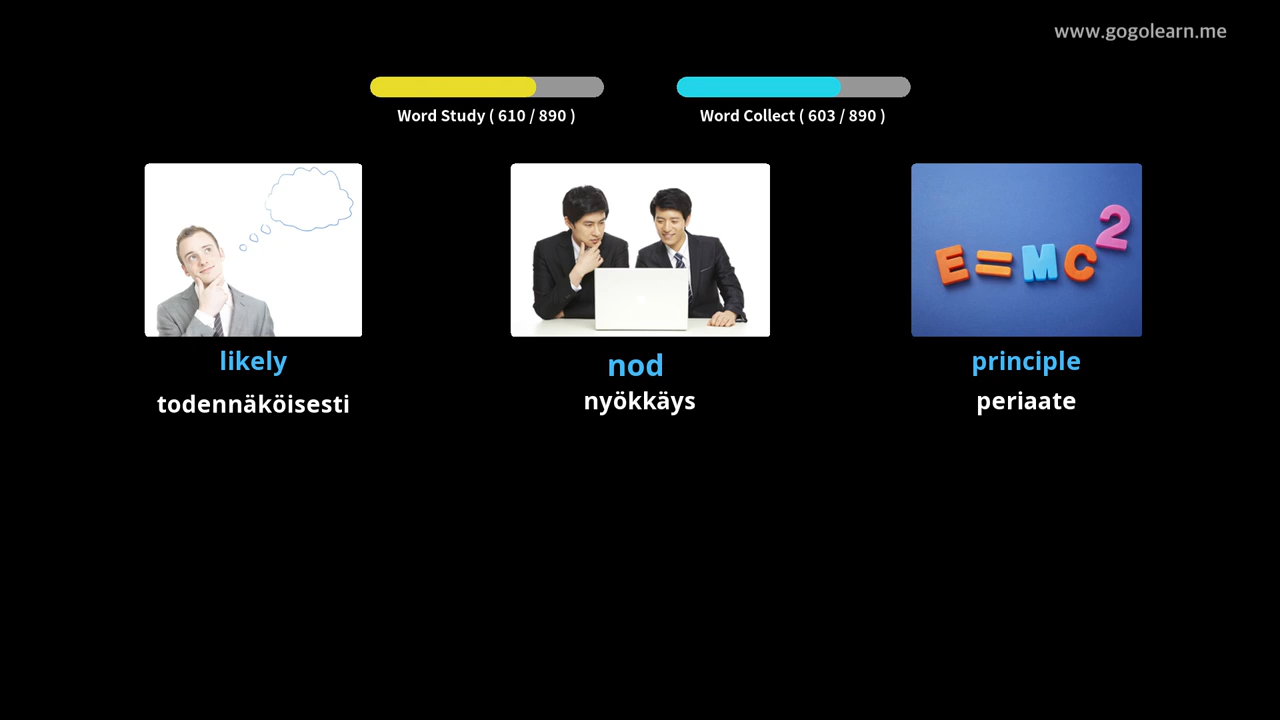 www.gogolearn.me
Word Study ( 610 / 890 )
Word Collect ( 603 / 890 )
E=MC2
likely
nod
principle
todennäköisesti
nyökkäys
periaate